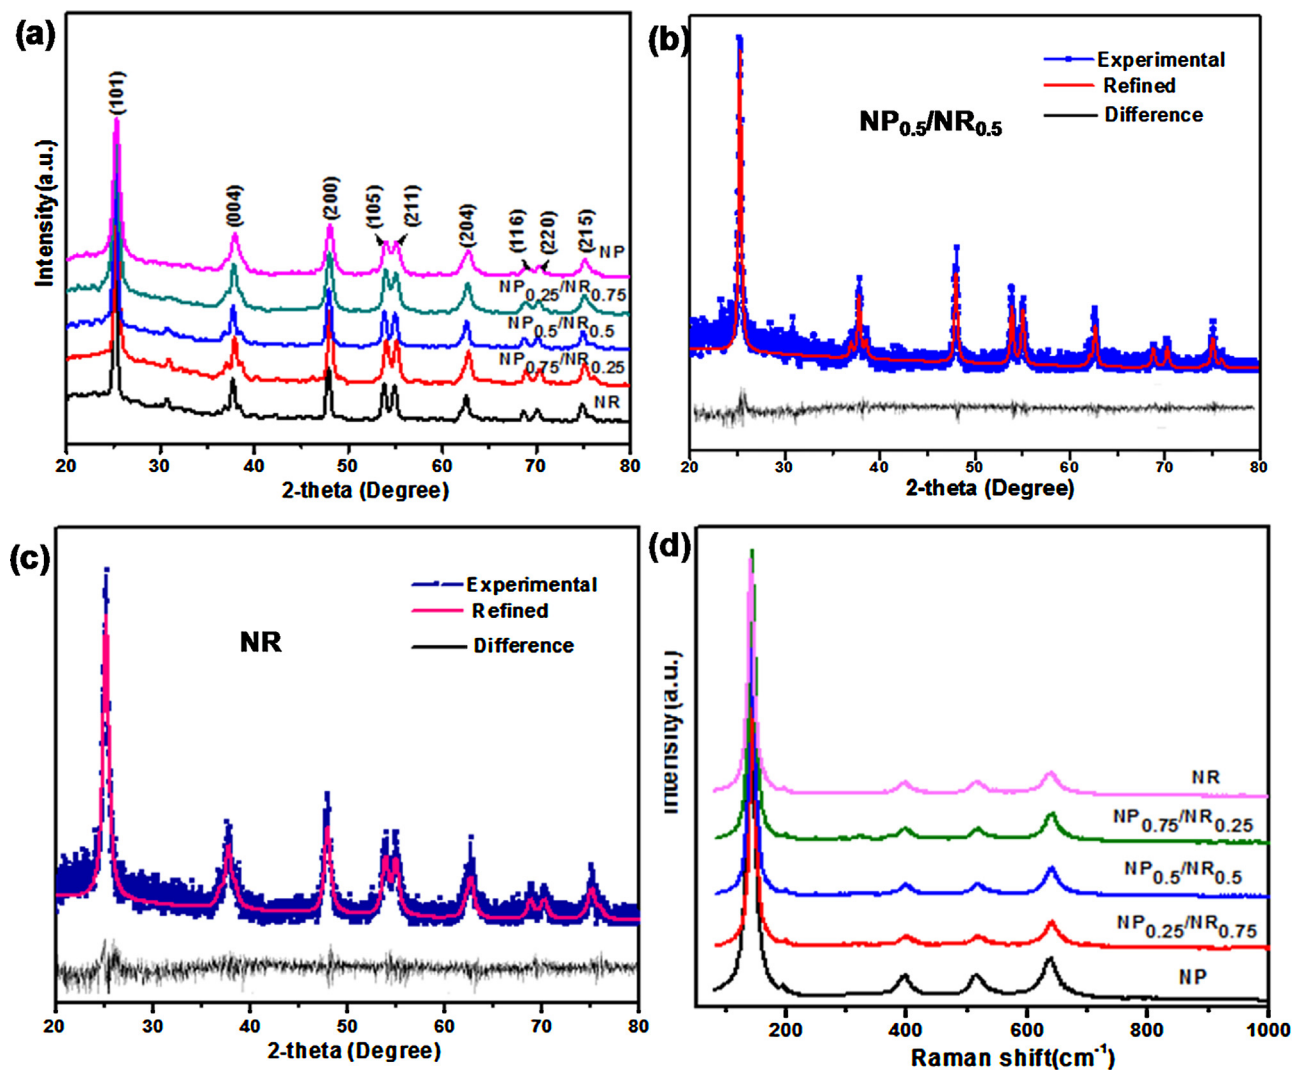 (a)
(101)
(004)
(200)
(105)
(211)
(204)
(116)
(220)
(215)
NP
NP0.25/NR0.75
NP0.5/NR0.5
NP0.75/NR0.25
NR
Intensity(a.u.)
20 30 40 50 60 70 80
2-theta (Degree)
(b)
Experimental
Refined
Difference
NP0.5/NR0.5
20 30 40 50 60 70 80
2-theta (Degree)
(c)
Experimental
Refined
Difference
NR
20 30 40 50 60 70 80
2-theta (Degree)
(d)
Intensity(a.u.)
NR
NP0.75/NR0.25
NP0.5/NR0.5
NP0.25/NR0.75
NP
200 400 600 800 1000
Raman shift(cm-1)